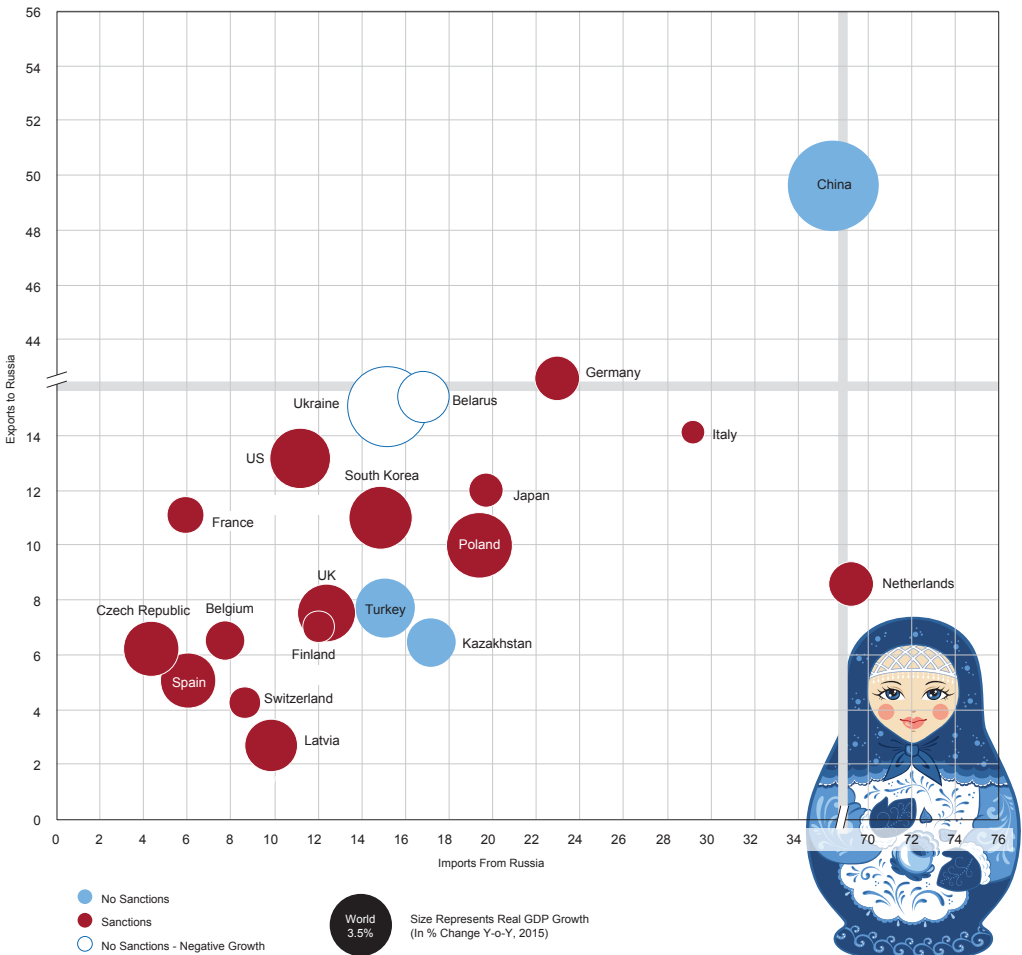 56
54
52
50
48
46
44
14
12
10
8
6
4
2
0
Exports to Russia
China
Germany
Ukraine
Belarus
Italy
US
South Korea
Japan
France
Poland
UK
Netherlands
Czech Republic
Belgium
Turkey
Kazakhstan
Finland
Spain
Switzerland
Latvia
0 2 4 6 8 10 12 14 16 18 20 22 24 26 28 30 32 34 70 72 74 76
Imports From Russia
No Sanctions
Sanctions
No Sanctions - Negative Growth
World
3.5%
Size Represents Real GDP Growth
(In % Change Y-o-Y, 2015)